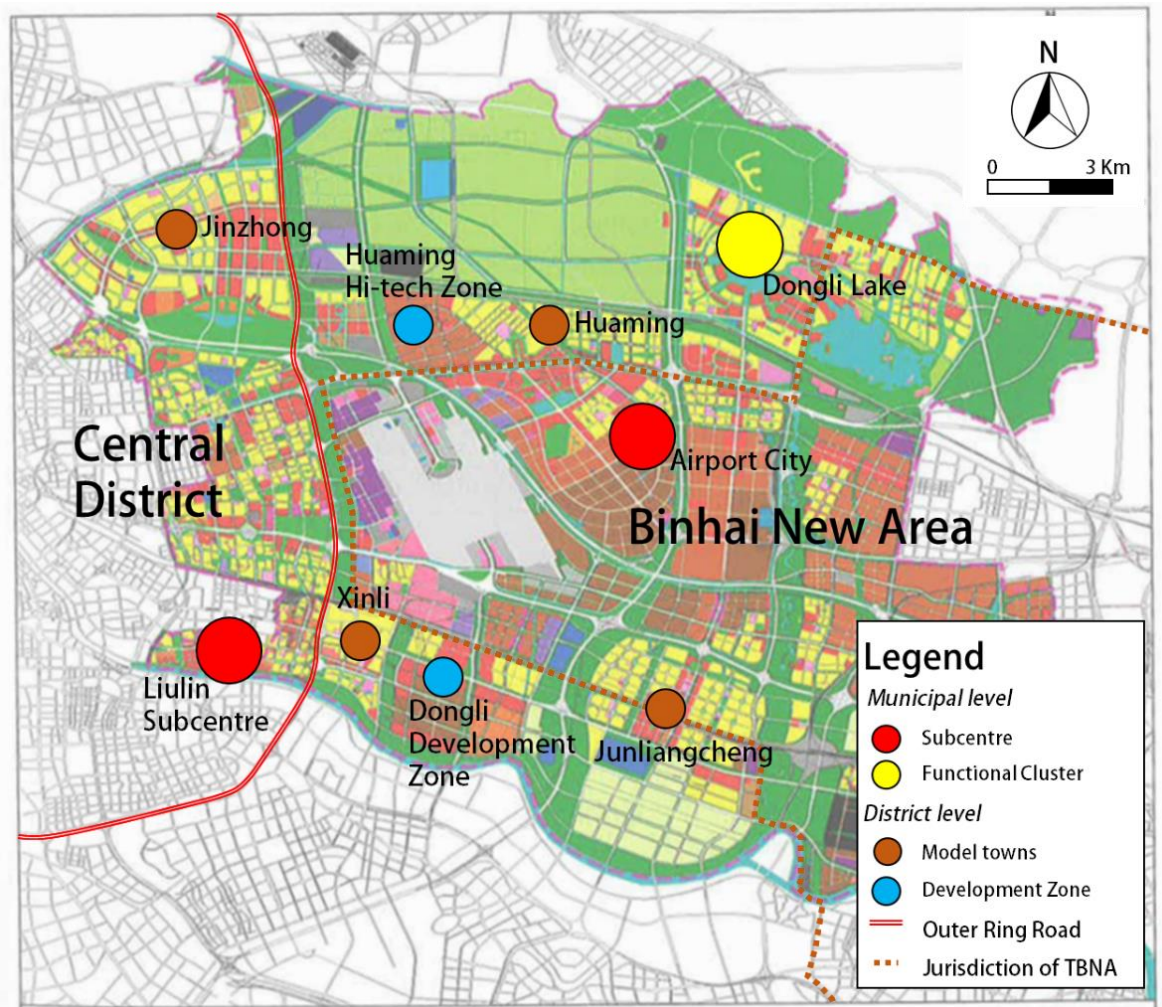 N
0 3 Km
Jinzhong
Huaming
Hi-tech Zone
Huaming
Dongli Lake
Central
District
Airport City
Binhai New Area
Xinli
Liulin
Subcentre
Dongli
Development
Zone
Junliangcheng
Legend
Municipal level
Subcentre
Functional Cluster
District level
Model towns
Development Zone
Outer Ring Road
Jurisdiction of TBNA